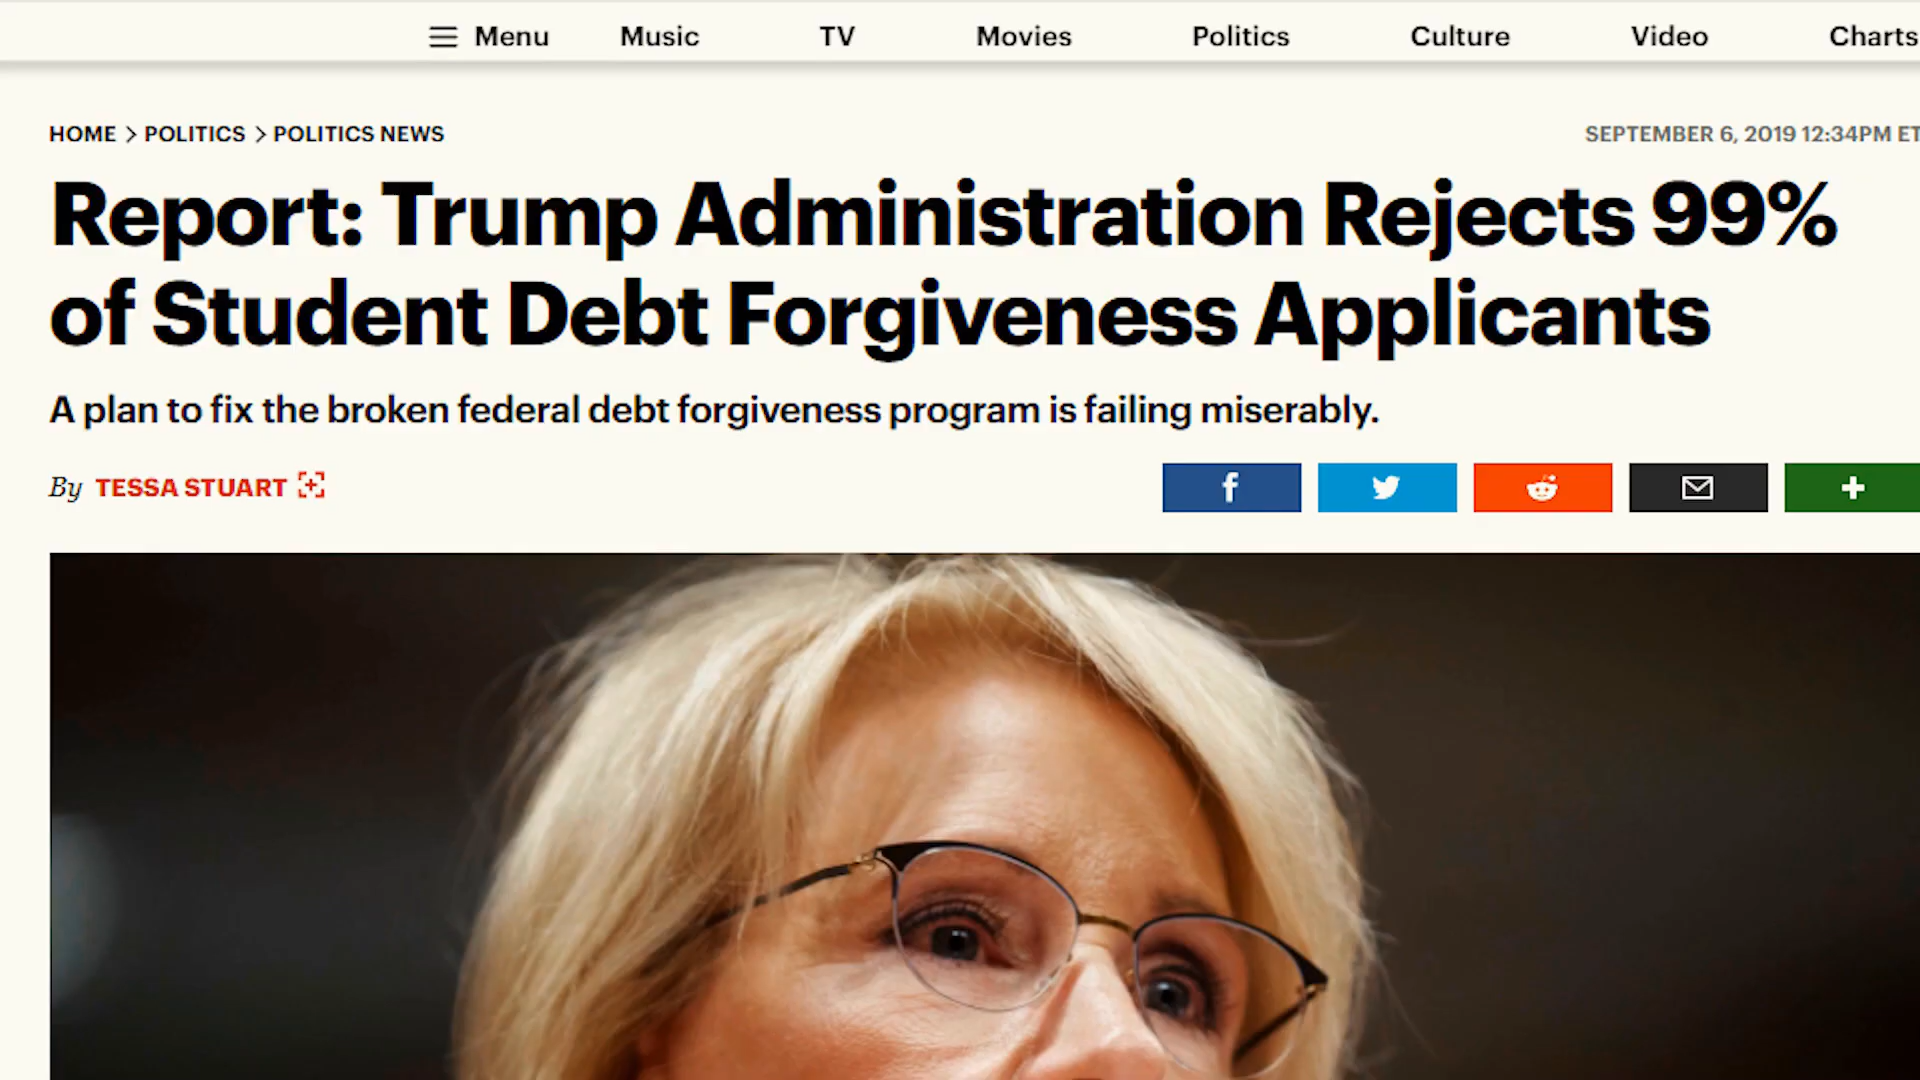 Menu Music TV Movies Politics Culture Video Charts
HOME > POLITICS > POLITICS NEWS
SEPTEMBER 6, 2019 12:34PM ET
Report: Trump Administration Rejects 99%
of Student Debt Forgiveness Applicants
A plan to fix the broken federal debt forgiveness program is failing miserably.
By TESSA STUART